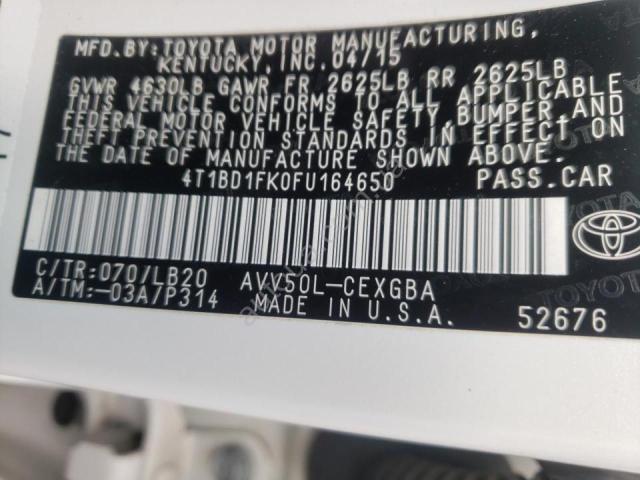 MFD.BY:TOYOTA MOTOR MANUFACTURING,
KENTUCKY,INC.04/15
GVWR 4630LB GAWR FR 2625LB RR 2625LB
THIS VEHICLE CONFORMS TO ALL APPLICABLE
FEDERAL MOTOR VEHICLE SAFETY,BUMPER,AND
THEFT PREVENTION STANDARDS IN EFFECT ON
THE DATE OF MANUFACTURE SHOWN ABOVE.
4T1BD1FK0FU164650 PASS.CAR
C/TR:070/LB20 AVV50L-CEXGBA
A/TM:-03A/P314 MADE IN U.S.A.
52676